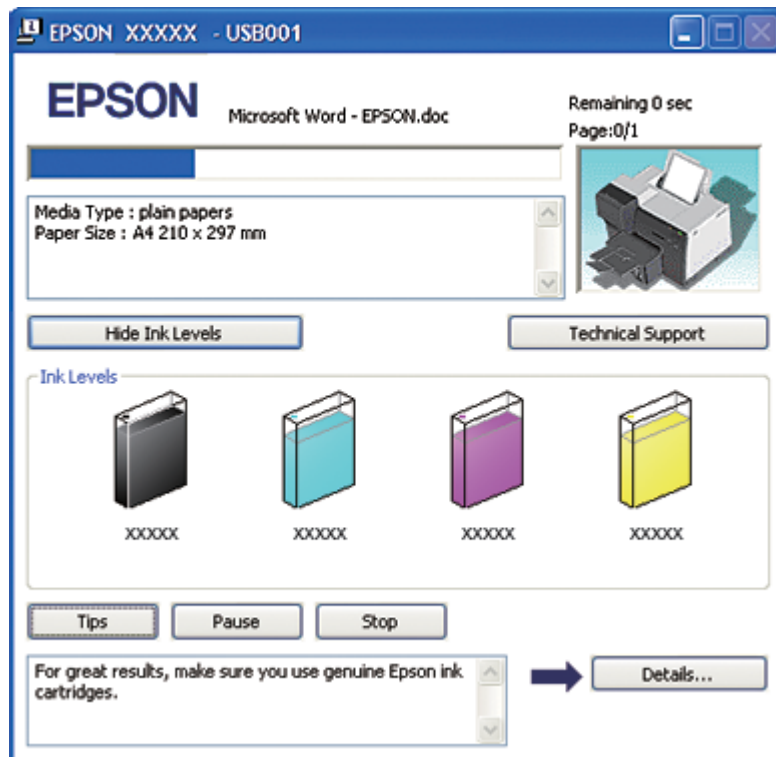 EPSON XXXXX - USB001
EPSON
Microsoft Word - EPSON.doc
Remaining 0 sec
Page:0/1
Media Type : plain papers
Paper Size : A4 210 x 297 mm
Hide Ink Levels
Technical Support
Ink Levels
XXXXX XXXXX XXXXX XXXXX
Tips Pause Stop
For great results, make sure you use genuine Epson ink
cartridges.
Details...